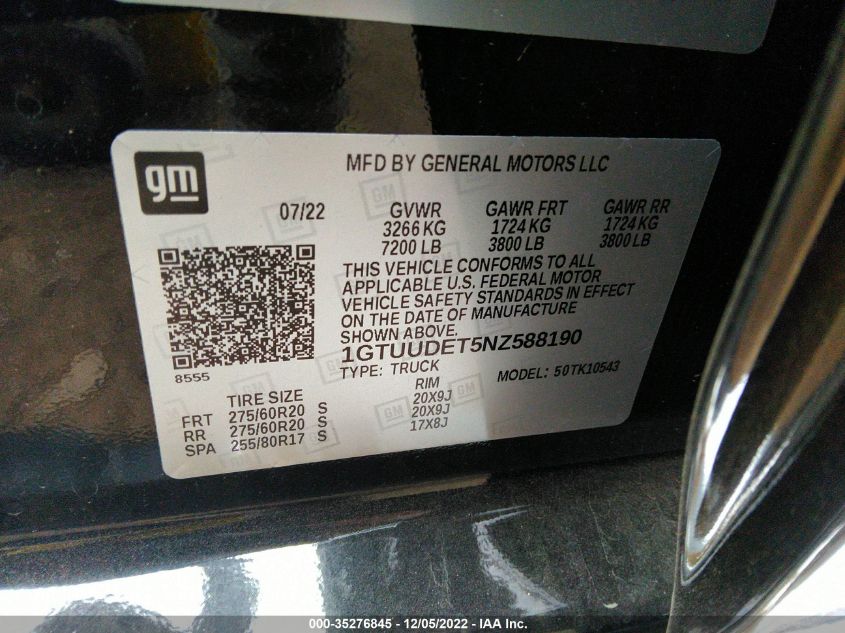 gm
MFD BY GENERAL MOTORS LLC
07/22
GVWR GAWR FRT GAWR RR
3266 KG 1724 KG 1724 KG
7200 LB 3800 LB 3800 LB
THIS VEHICLE CONFORMS TO ALL
APPLICABLE U.S. FEDERAL MOTOR
VEHICLE SAFETY STANDARDS IN EFFECT
ON THE DATE OF MANUFACTURE
SHOWN ABOVE.
1GTUUDET5NZ588190
8555
TYPE: TRUCK MODEL: 50TK10543
TIRE SIZE RIM
FRT 275/60R20 S 20X9J
RR 275/60R20 S 20X9J
SPA 255/80R17 S 17X8J
000-35276845 - 12/05/2022 - IAA Inc.